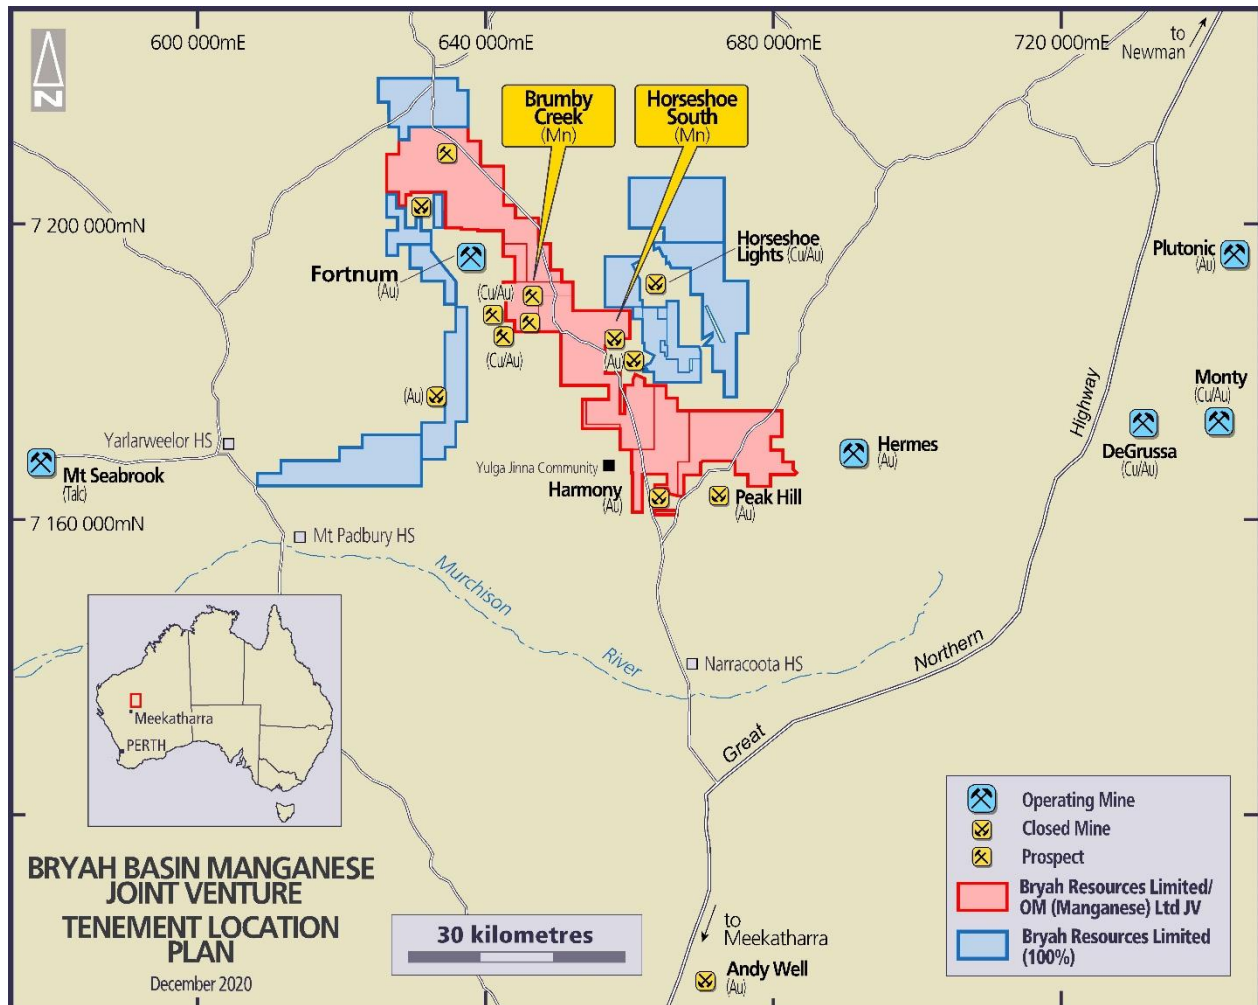 600 000mE
640 000mE
680 000mE
720 000mE
to
Newman
N
Brumby
Creek
(Mn)
Horseshoe
South
(Mn)
7 200 000mN
Fortnum
(Au)
(Cu/Au)
(Cu/Au)
Horseshoe
Lights (Cu/Au)
Plutonic
(Au)
(Au)
(Au)
Monty
(Cu/Au)
Highway
Yarlarweelor HS
Mt Seabrook
(Talc)
Yulga Jinna Community
Harmony
(Au)
Peak Hill
(Au)
Hermes
(Au)
DeGrussa
(Cu/Au)
7 160 000mN
Mt Padbury HS
Murchison
River
Narracoota HS
Northern
Great
Meekatharra
PERTH
BRYAH BASIN MANGANESE
JOINT VENTURE
TENEMENT LOCATION
PLAN
December 2020
30 kilometres
to
Meekatharra
Andy Well
(Au)
Operating Mine
Closed Mine
Prospect
Bryah Resources Limited/
OM (Manganese) Ltd JV
Bryah Resources Limited
(100%)